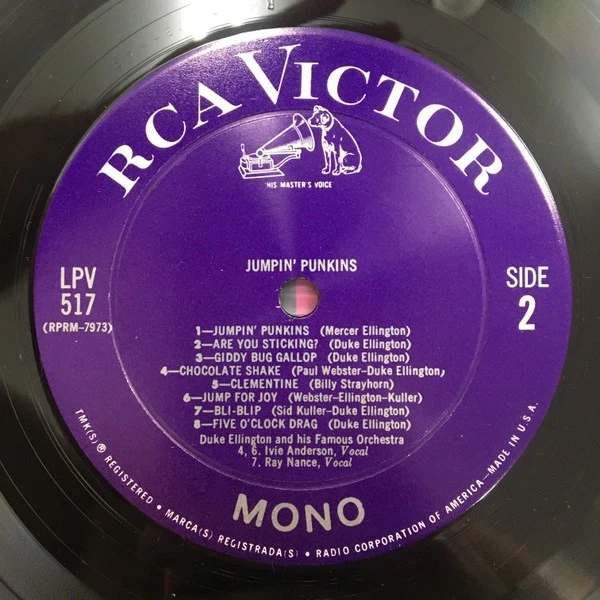 RCA VICTOR
"HIS MASTER'S VOICE
JUMPIN' PUNKINS
LPV
517
(RPRM-7973)
SIDE
2
1—JUMPIN' PUNKINS (Mercer Ellington)
2—ARE YOU STICKING? (Duke Ellington)
3—GIDDY BUG GALLOP (Duke Ellington)
4—CHOCOLATE SHAKE (Paul Webster–Duke Ellington)
5—CLEMENTINE (Billy Strayhorn)
6—JUMP FOR JOY (Webster–Ellington–Kuller)
7—BLI-BLIP (Sid Kuller–Duke Ellington)
8—FIVE O'CLOCK DRAG (Duke Ellington)
Duke Ellington and his Famous Orchestra
4, 6. Ivie Anderson, Vocal
7. Ray Nance, Vocal
MONO
TMK(S) ® REGISTERED • MARCA(S) REGISTRADA(S) • RADIO CORPORATION OF AMERICA—MADE IN U.S.A.